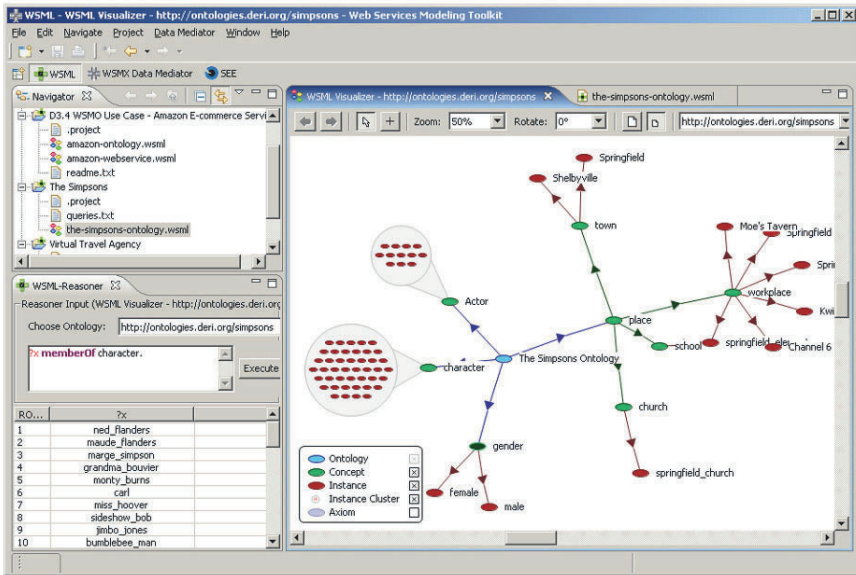 WSML - WSML Visualizer - http://ontologies.deri.org/simpsons - Web Services Modeling Toolkit
File Edit Navigate Project Data Mediator Window Help
WSML WSMX Data Mediator SEE
Navigator
D3.4 WSMO Use Case - Amazon E-commerce Servi
.project
amazon-ontology.wsml
amazon-webservice.wsml
readme.txt
The Simpsons
.project
queries.txt
the-simpsons-ontology.wsml
Virtual Travel Agency
WSML-Reasoner
Reasoner Input (WSML Visualizer - http://ontologies.deri.org
Choose Ontology: http://ontologies.deri.org/simpsons
?x memberOf character.
Execute
RO... ?x
1 ned_flanders
2 maude_flanders
3 marge_simpson
4 grandma_bouvier
5 monty_burns
6 carl
7 miss_hoover
8 sideshow_bob
9 jimbo_jones
10 bumblebee_man
WSML Visualizer - http://ontologies.deri.org/simpsons the-simpsons-ontology.wsml
Zoom: 50% Rotate: 0° http://ontologies.deri.org/simpsons
Springfield
Shelbyville
town
Moe's Tavern
Springfield
Sprin
Actor
workplace
Kwi
place
school
springfield_ele
Channel 6
The Simpsons Ontology
character
church
gender
springfield_church
female
male
Ontology
Concept
Instance
Instance Cluster
Axiom